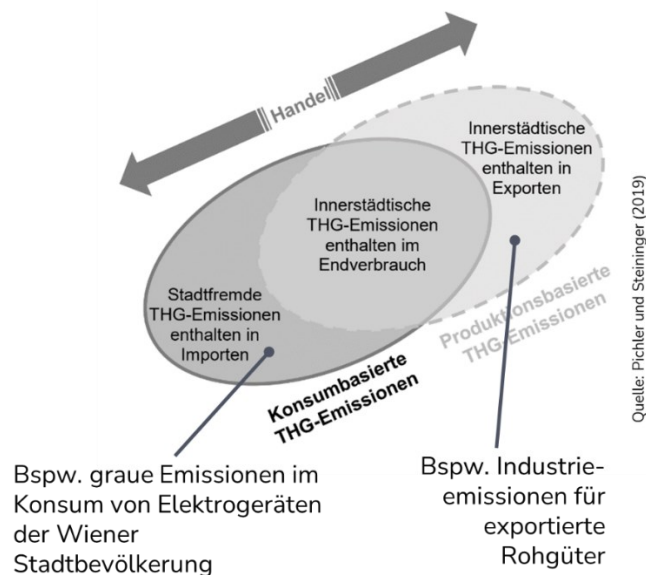 Handel
Innerstädtische
THG-Emissionen
enthalten in
Exporten
Innerstädtische
THG-Emissionen
enthalten im
Endverbrauch
Stadtfremde
THG-Emissionen
enthalten in
Importen
Produktionsbasierte
THG-Emissionen
Konsumbasierte
THG-Emissionen
Quelle: Pichler und Steininger (2019)
Bspw. graue Emissionen im
Konsum von Elektrogeräten
der Wiener
Stadtbevölkerung
Bspw. Industrie-
emissionen für
exportierte
Rohgüter